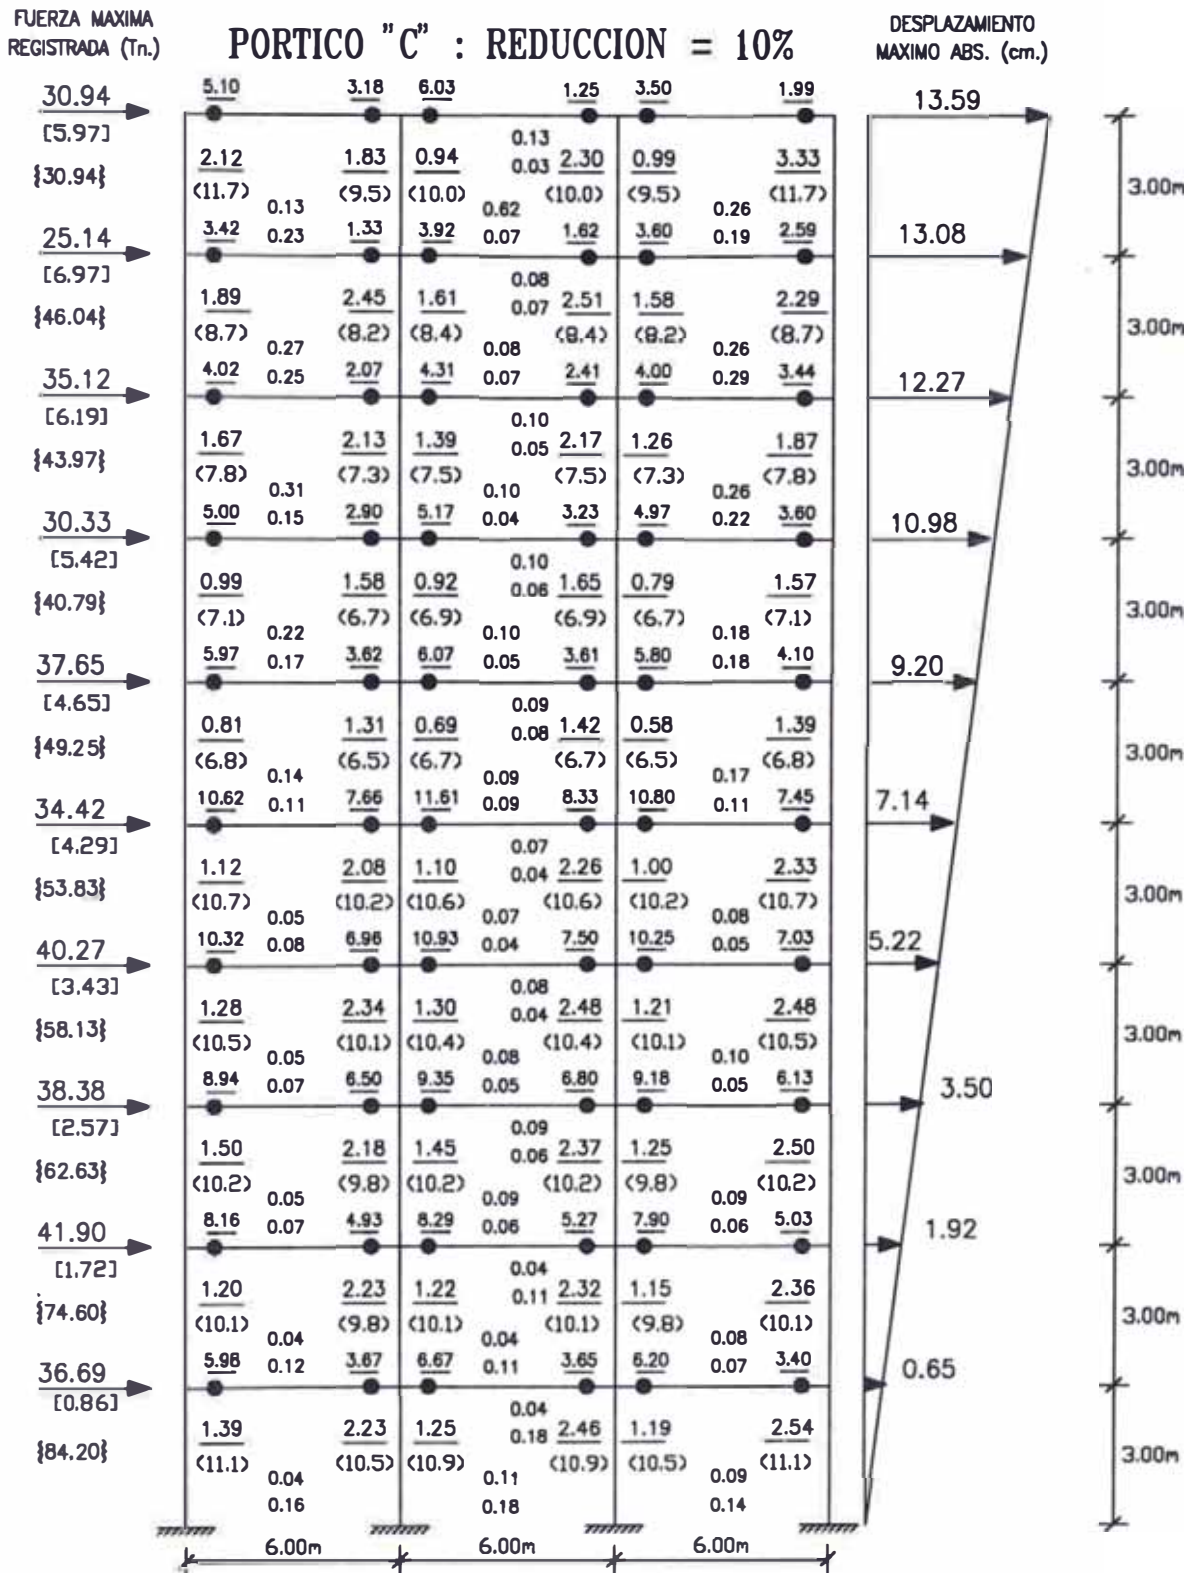 FUERZA MAXIMA
REGISTRADA (Tn.)
PORTICO "C" : REDUCCION = 10%
DESPLAZAMIENTO
MAXIMO ABS. (cm.)
30.94 5.10 3.18 6.03 1.25 3.50 1.99 13.59
[5.97] 0.13
{30.94} 2.12 1.83 0.94 0.03 2.30 0.99 3.33
(11.7) (9.5) (10.0) (10.0) (9.5) (11.7) 3.00m
0.13 0.62 0.26
25.14 3.42 0.23 1.33 3.92 0.07 1.62 3.60 0.19 2.59 13.08
[6.97] 0.08
{46.04} 1.89 2.45 1.61 0.07 2.51 1.58 2.29
(8.7) (8.2) (8.4) (8.4) (8.2) (8.7) 3.00m
0.27 0.08 0.26
35.12 4.02 0.25 2.07 4.31 0.07 2.41 4.00 0.29 3.44 12.27
[6.19] 0.10
{43.97} 1.67 2.13 1.39 0.05 2.17 1.26 1.87
(7.8) (7.3) (7.5) (7.5) (7.3) (7.8) 3.00m
0.31 0.10 0.26
30.33 5.00 0.15 2.90 5.17 0.04 3.23 4.97 0.22 3.60 10.98
[5.42] 0.10
{40.79} 0.99 1.58 0.92 0.06 1.65 0.79 1.57
(7.1) (6.7) (6.9) (6.9) (6.7) (7.1) 3.00m
0.22 0.10 0.18
37.65 5.97 0.17 3.62 6.07 0.05 3.61 5.80 0.18 4.10 9.20
[4.65] 0.09
{49.25} 0.81 1.31 0.69 0.08 1.42 0.58 1.39
(6.8) (6.5) (6.7) (6.7) (6.5) (6.8) 3.00m
0.14 0.09 0.17
34.42 10.62 0.11 7.66 11.61 0.09 8.33 10.80 0.11 7.45 7.14
[4.29] 0.07
{53.83} 1.12 2.08 1.10 0.04 2.26 1.00 2.33
(10.7) (10.2) (10.6) (10.6) (10.2) (10.7) 3.00m
0.05 0.07 0.08
40.27 10.32 0.08 6.96 10.93 0.04 7.50 10.25 0.05 7.03 5.22
[3.43] 0.08
{58.13} 1.28 2.34 1.30 0.04 2.48 1.21 2.48
(10.5) (10.1) (10.4) (10.4) (10.1) (10.5) 3.00m
0.05 0.08 0.10
38.38 8.94 0.07 6.50 9.35 0.05 6.80 9.18 0.05 6.13 3.50
[2.57] 0.09
{62.63} 1.50 2.18 1.45 0.06 2.37 1.25 2.50
(10.2) (9.8) (10.2) (10.2) (9.8) (10.2) 3.00m
0.05 0.09 0.09
41.90 8.16 0.07 4.93 8.29 0.06 5.27 7.90 0.06 5.03 1.92
[1.72] 0.04
{74.60} 1.20 2.23 1.22 0.11 2.32 1.15 2.36
(10.1) (9.8) (10.1) (10.1) (9.8) (10.1) 3.00m
0.04 0.04 0.08
36.69 5.98 0.12 3.67 6.67 0.11 3.65 6.20 0.07 3.40 0.65
[0.86] 0.04
{84.20} 1.39 2.23 1.25 0.18 2.46 1.19 2.54
(11.1) (10.5) (10.9) (10.9) (10.5) (11.1) 3.00m
0.04 0.11 0.09
0.16 0.18 0.14
6.00m 6.00m 6.00m